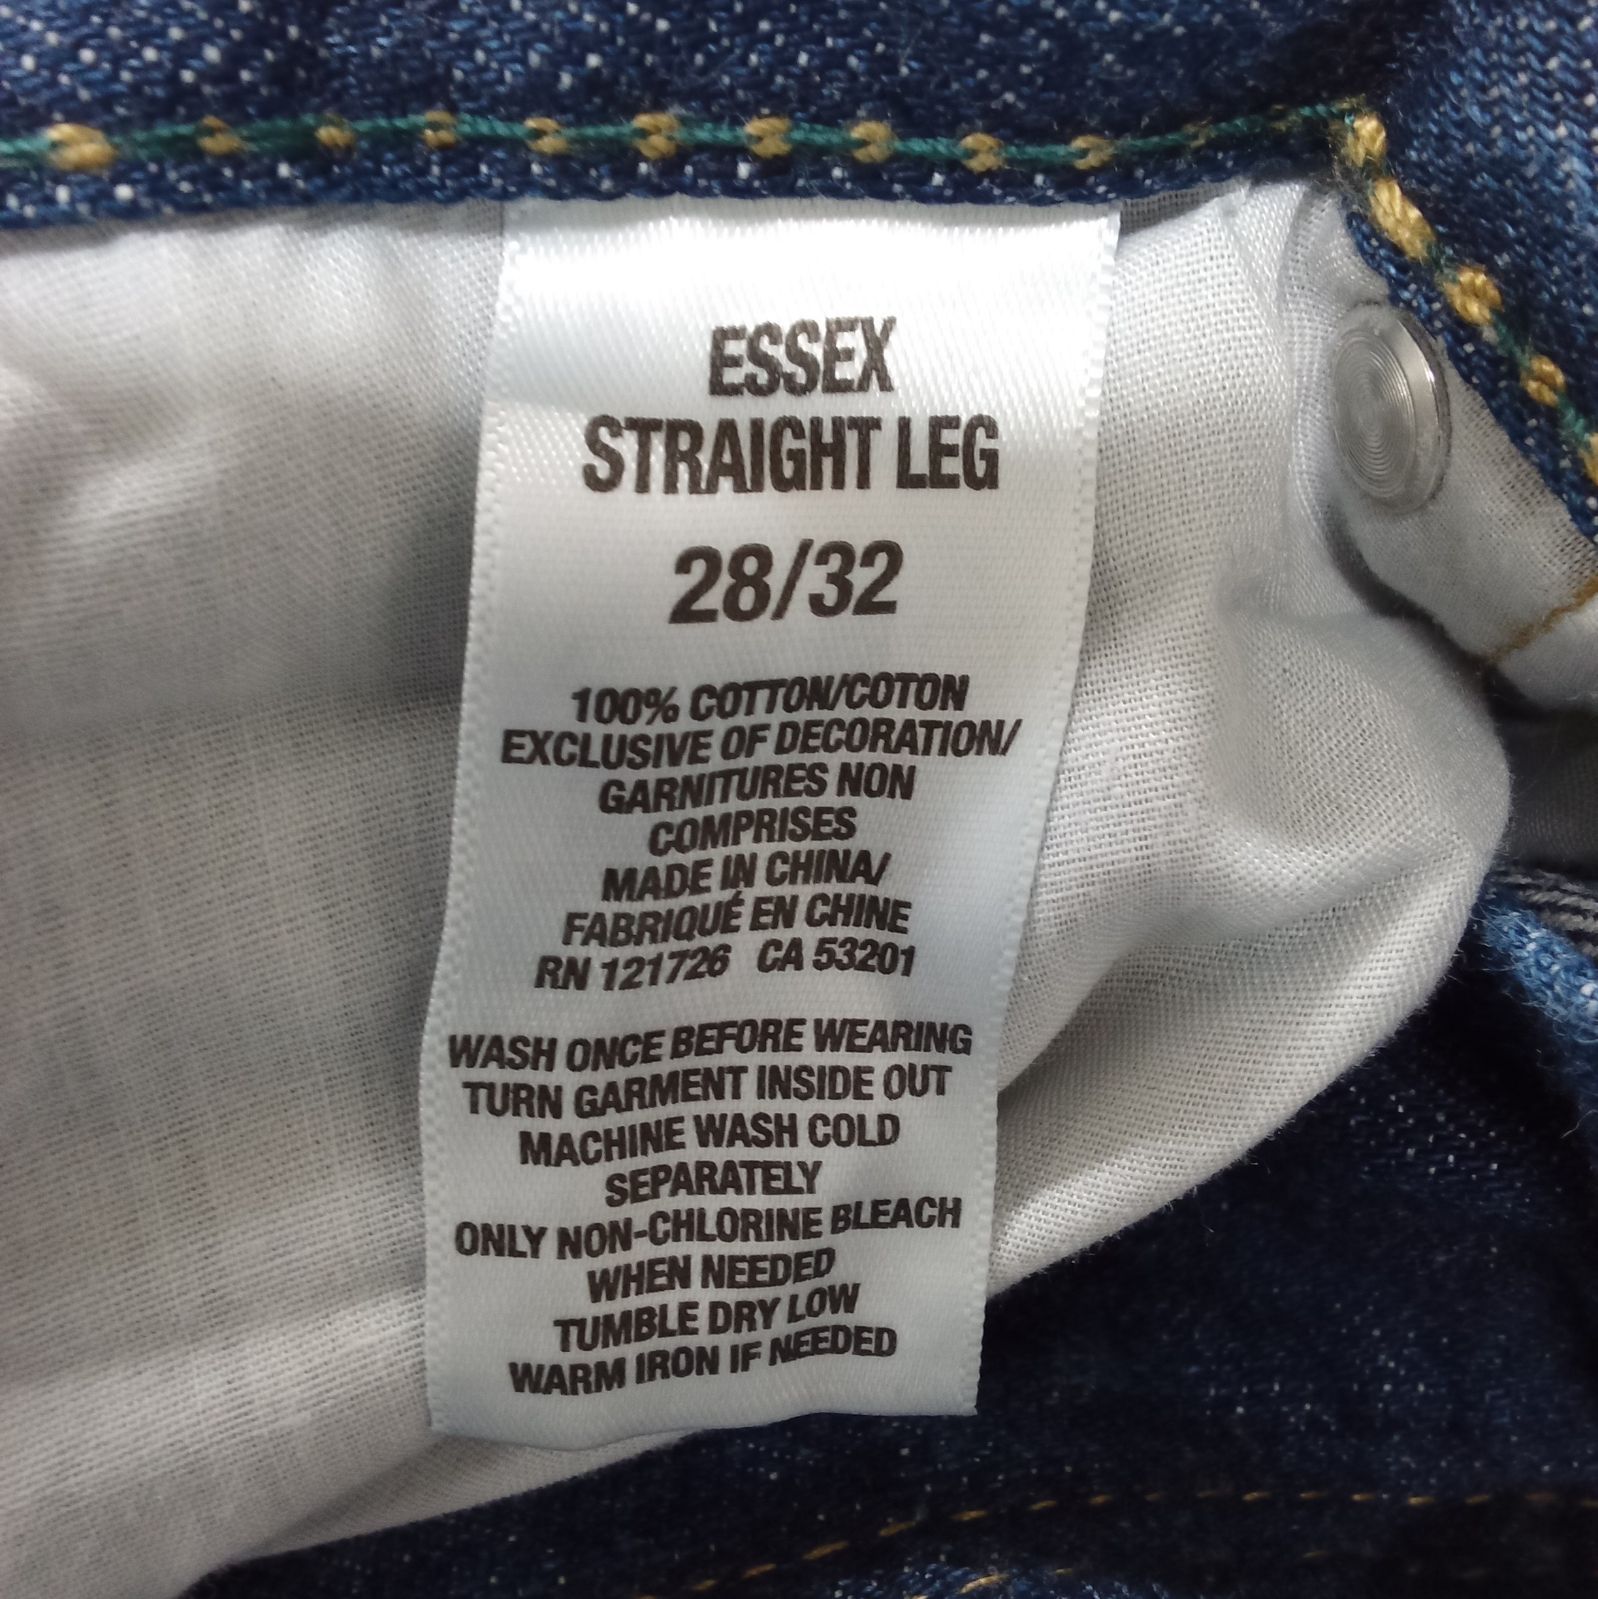 ESSEX
STRAIGHT LEG
28/32
100% COTTON/COTON
EXCLUSIVE OF DECORATION/
GARNITURES NON
COMPRISES
MADE IN CHINA/
FABRIQUÉ EN CHINE
RN 121726 CA 53201
WASH ONCE BEFORE WEARING
TURN GARMENT INSIDE OUT
MACHINE WASH COLD
SEPARATELY
ONLY NON-CHLORINE BLEACH
WHEN NEEDED
TUMBLE DRY LOW
WARM IRON IF NEEDED